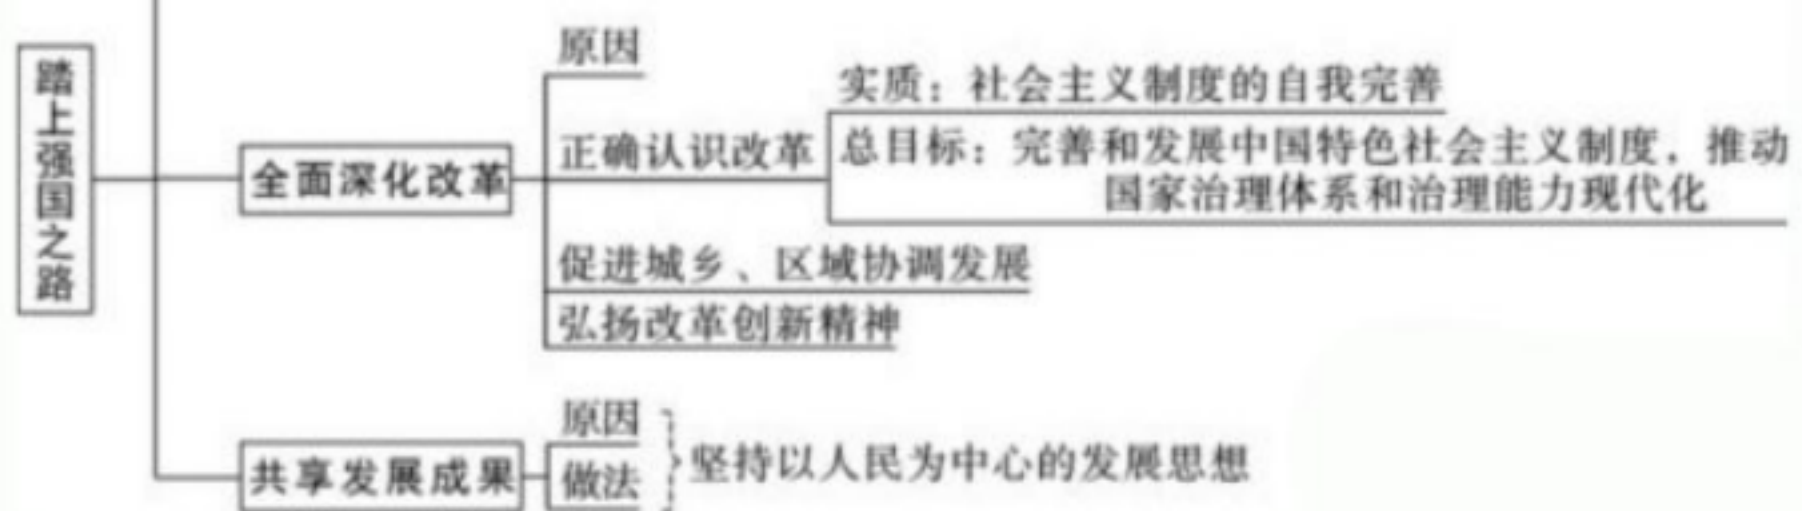 踏上强国之路
全面深化改革
原因
正确认识改革
实质：社会主义制度的自我完善
总目标：完善和发展中国特色社会主义制度，推动
国家治理体系和治理能力现代化
促进城乡、区域协调发展
弘扬改革创新精神
共享发展成果
原因
做法
坚持以人民为中心的发展思想